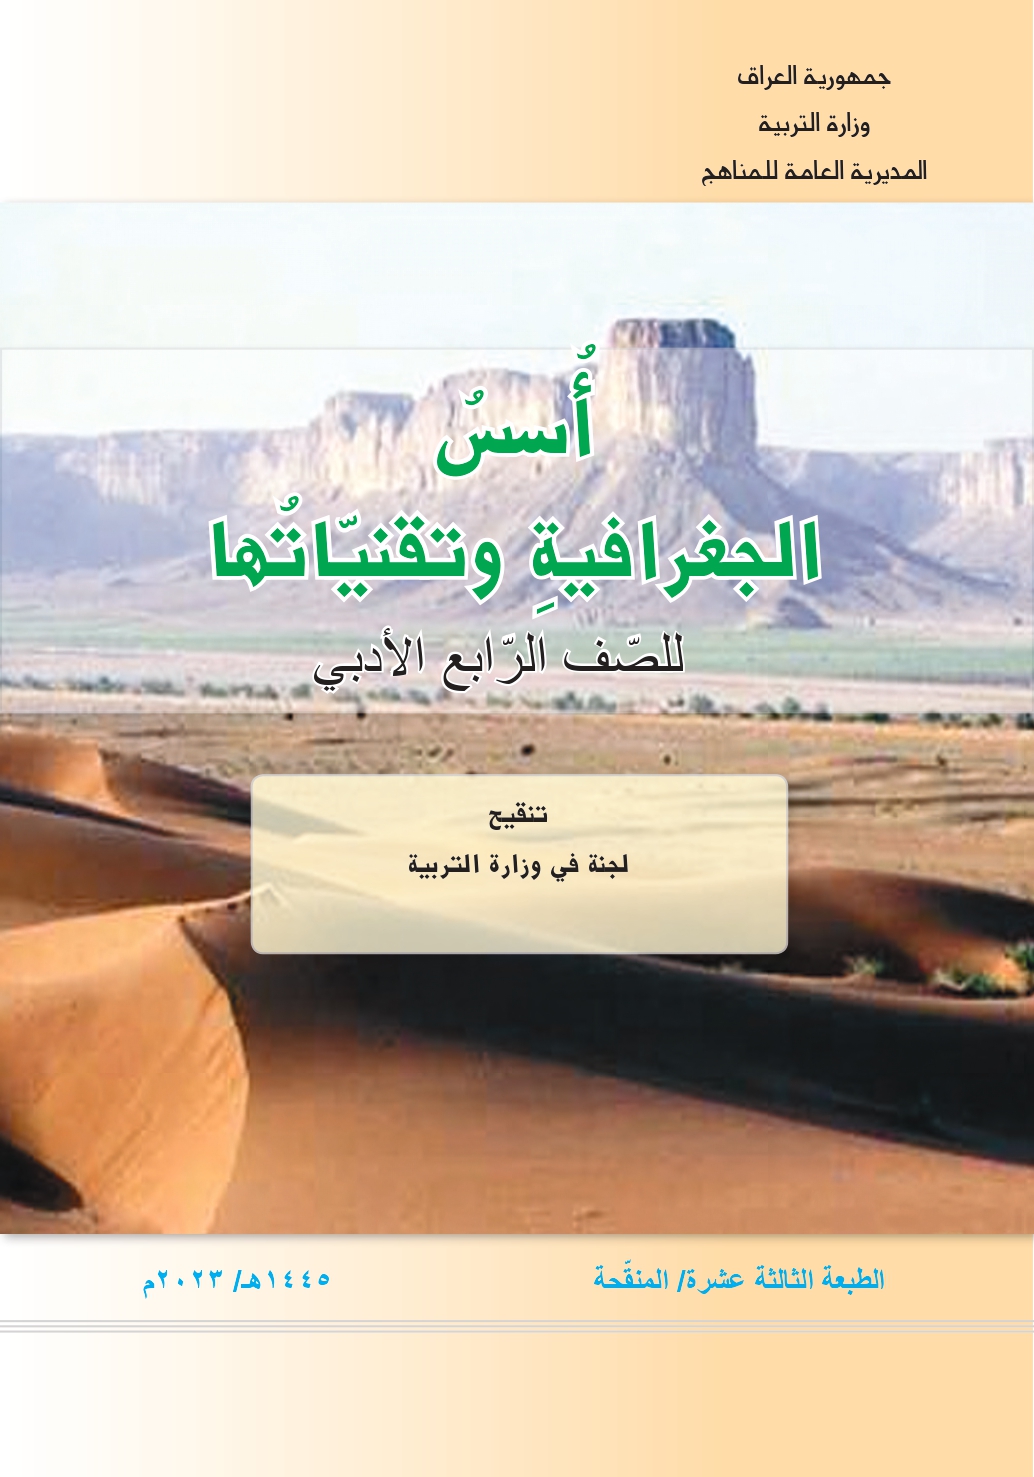 جمهورية العراق
وزارة التربية
المديرية العامة للمناهج
أُسسُ
الجغرافيةِ وتقنيّاتُها
للصّف الرّابع الأدبي
تنقيح
لجنة في وزارة التربية
الطبعة الثالثة عشرة/ المنقّحة
١٤٤٥هـ/ ٢٠٢٣م